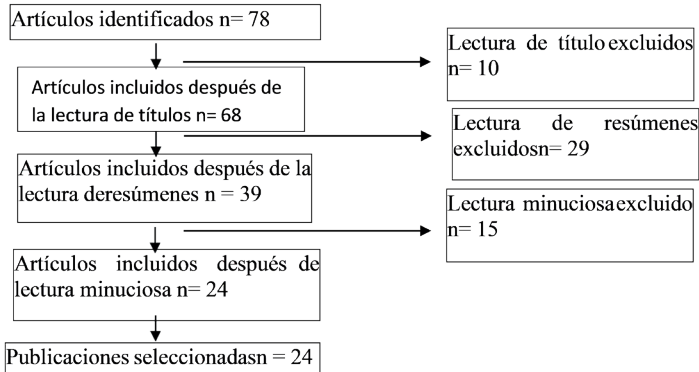 Artículos identificados n= 78
Lectura de título excluidos
n= 10
Artículos incluidos después de
la lectura de títulos n= 68
Lectura de resúmenes
excluidosn= 29
Artículos incluidos después de la
lectura deresúmenes n = 39
Lectura minuciosaexcluido
n= 15
Artículos incluidos después de
lectura minuciosa n= 24
Publicaciones seleccionadasn = 24